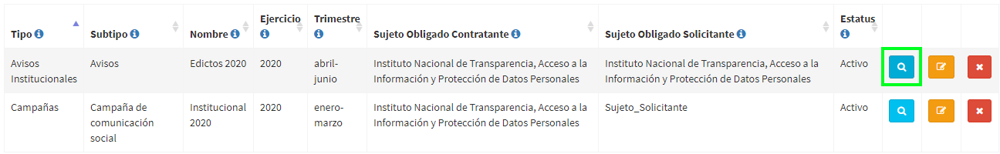 Tipo Subtipo Nombre Ejercicio Trimestre Sujeto Obligado Contratante Sujeto Obligado Solicitante Estatus
Avisos Avisos Edictos 2020 2020 abril- Instituto Nacional de Transparencia, Acceso a la Instituto Nacional de Transparencia, Acceso a la Activo
Institucionales junio Información y Protección de Datos Personales Información y Protección de Datos Personales
Campañas Campaña de Institucional 2020 enero- Instituto Nacional de Transparencia, Acceso a la Sujeto_Solicitante Activo
comunicación 2020 marzo Información y Protección de Datos Personales
social